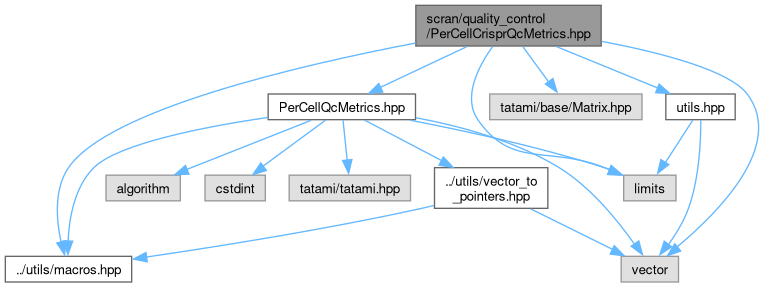 scran/quality_control
/PerCellCrisprQcMetrics.hpp
PerCellQcMetrics.hpp
tatami/base/Matrix.hpp
utils.hpp
algorithm
cstdint
tatami/tatami.hpp
../utils/vector_to
_pointers.hpp
limits
../utils/macros.hpp
vector